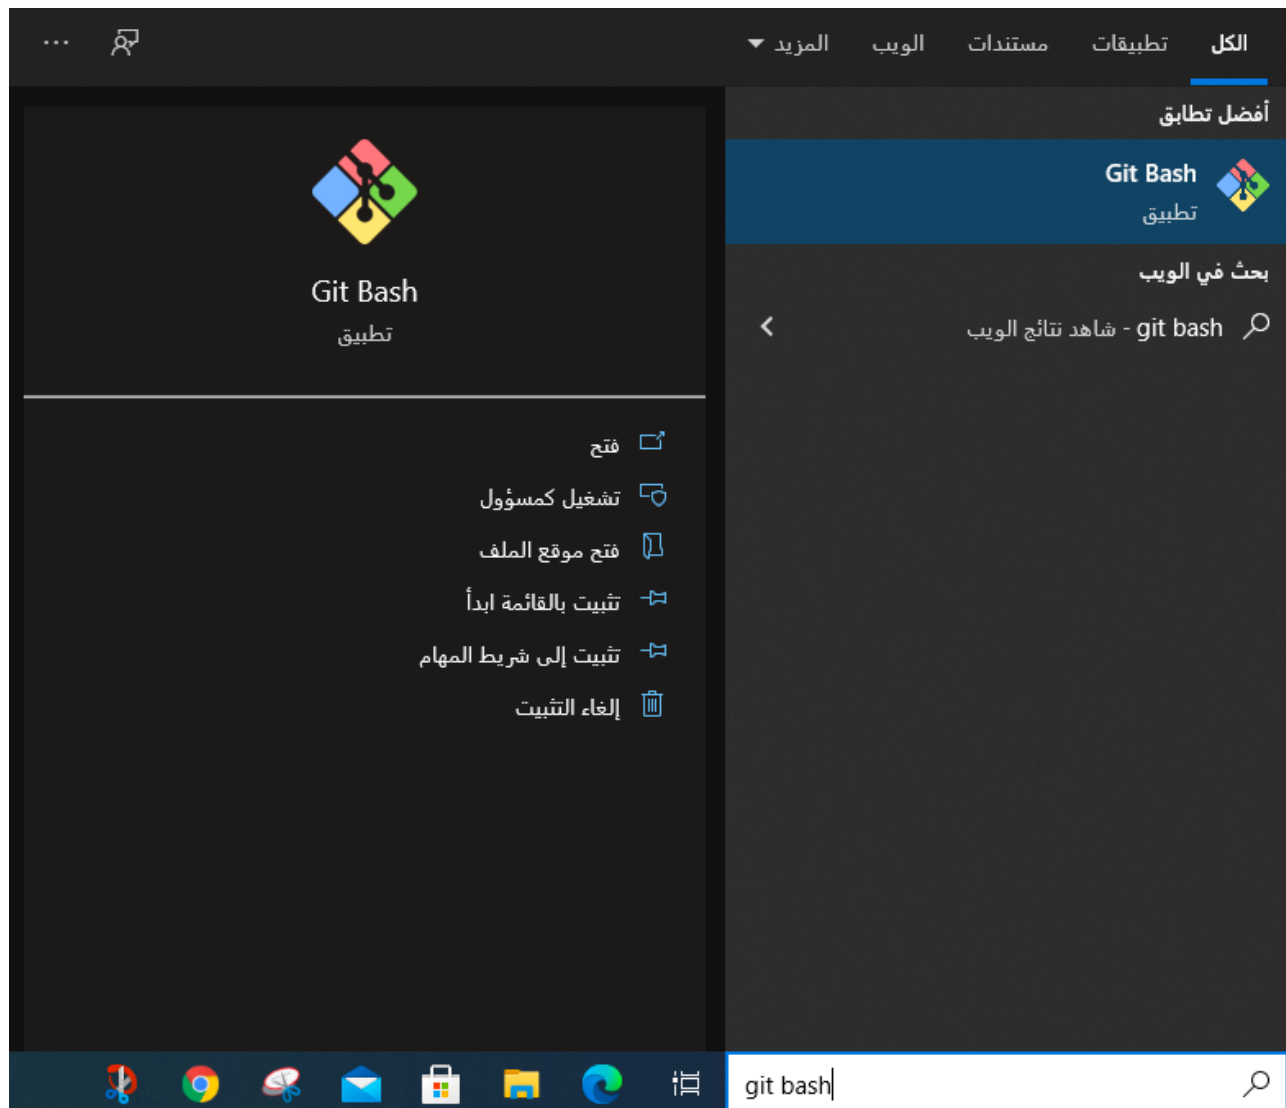 الكل تطبيقات مستندات الويب المزيد
أفضل تطابق
Git Bash
تطبيق
بحث في الويب
git bash - شاهد نتائج الويب
Git Bash
تطبيق
فتح
تشغيل كمسؤول
فتح موقع الملف
تثبيت بالقائمة ابدأ
تثبيت إلى شريط المهام
إلغاء التثبيت
git bash